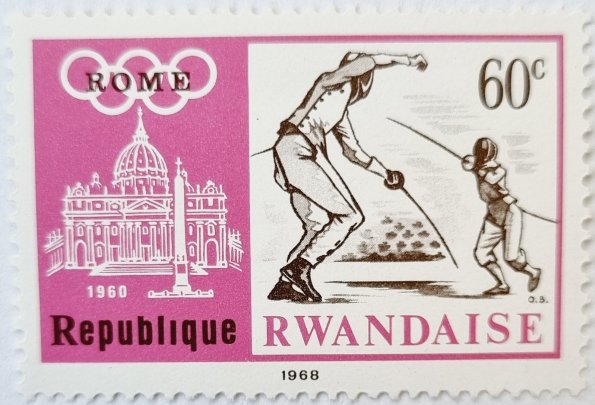 ROME
60c
1960
O.B.
Republique RWANDAISE
1968